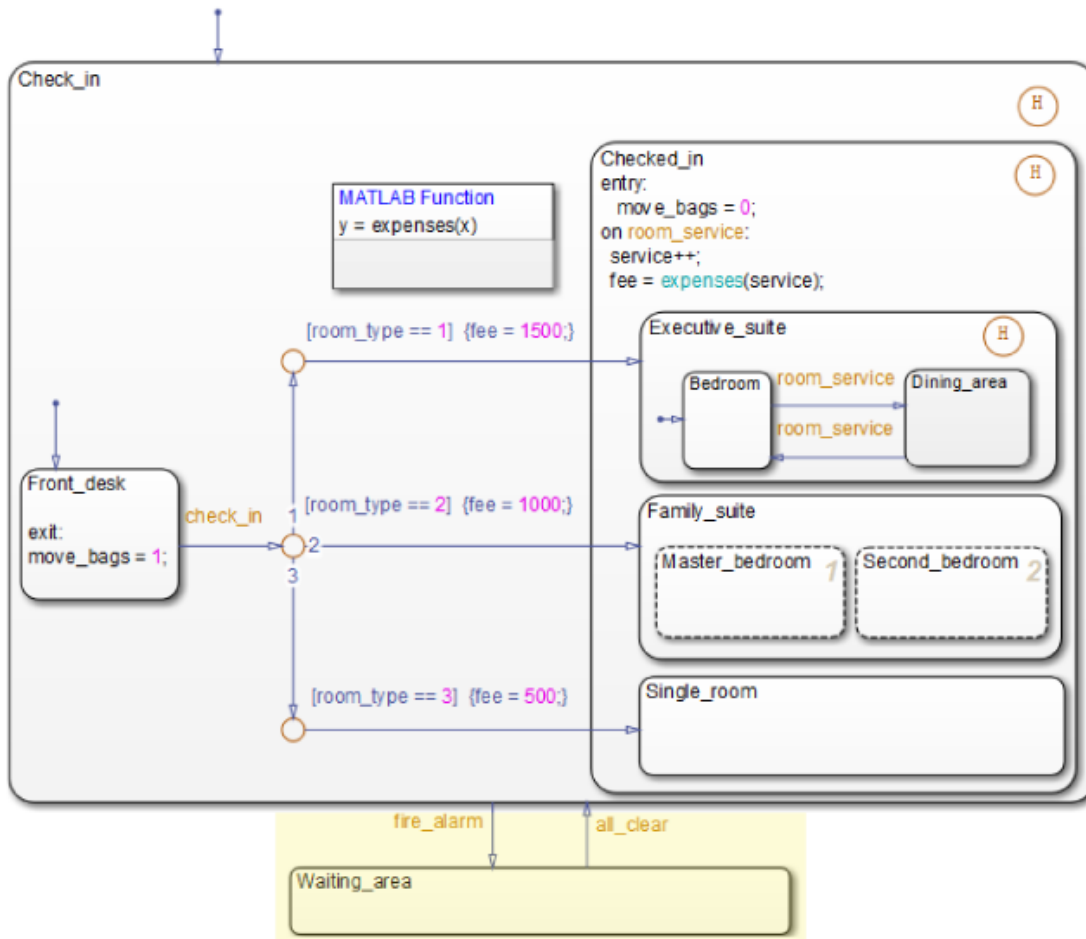 Check_in
H
Checked_in
H
entry:
move_bags = 0;
on room_service:
service++;
fee = expenses(service);
MATLAB Function
y = expenses(x)
[room_type == 1] {fee = 1500;}
Executive_suite
H
Bedroom
room_service
Dining_area
room_service
Front_desk
exit:
move_bags = 1;
check_in
1
2
3
[room_type == 2] {fee = 1000;}
Family_suite
Master_bedroom
1
Second_bedroom
2
[room_type == 3] {fee = 500;}
Single_room
fire_alarm
all_clear
Waiting_area